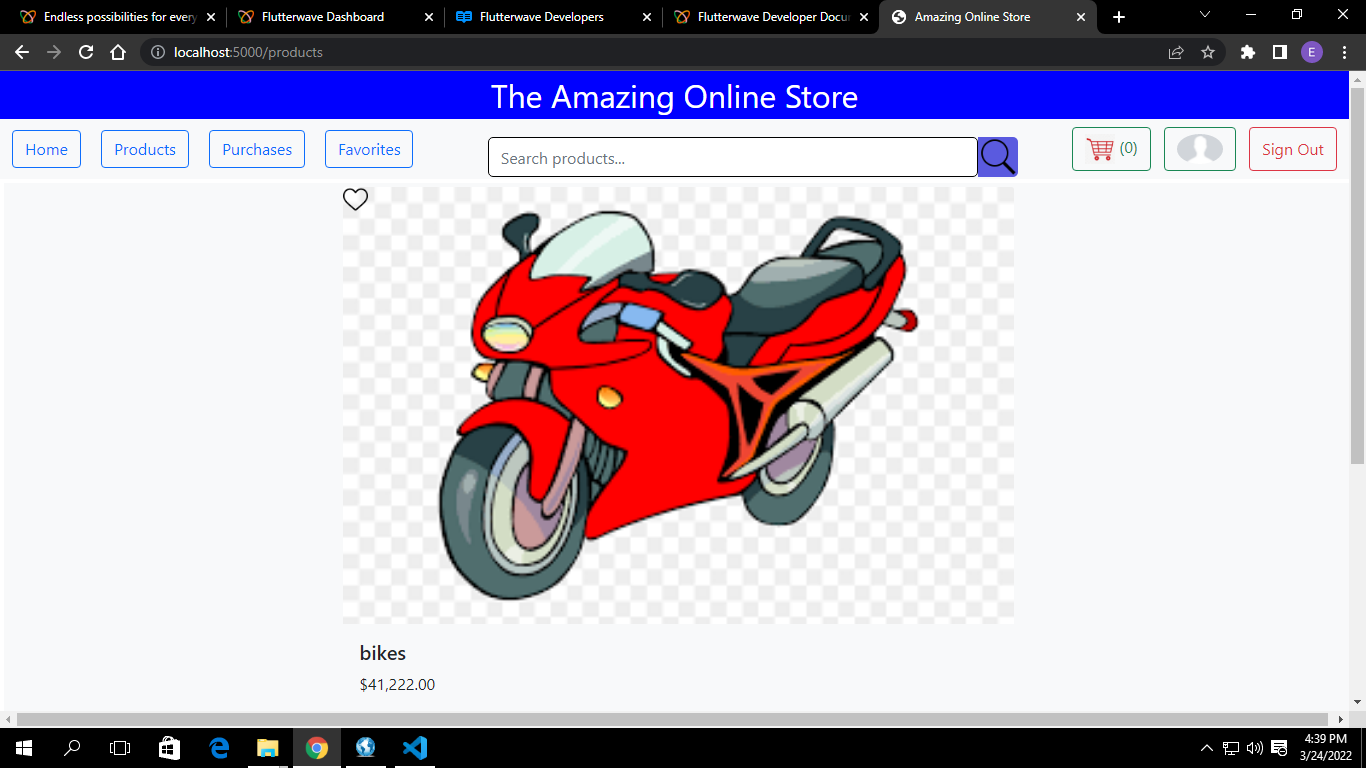 Endless possibilities for every
Flutterwave Dashboard
Flutterwave Developers
Flutterwave Developer Docu
Amazing Online Store
localhost:5000/products
E
The Amazing Online Store
Home
Products
Purchases
Favorites
Search products...
(0)
Sign Out
bikes
$41,222.00
4:39 PM
3/24/2022